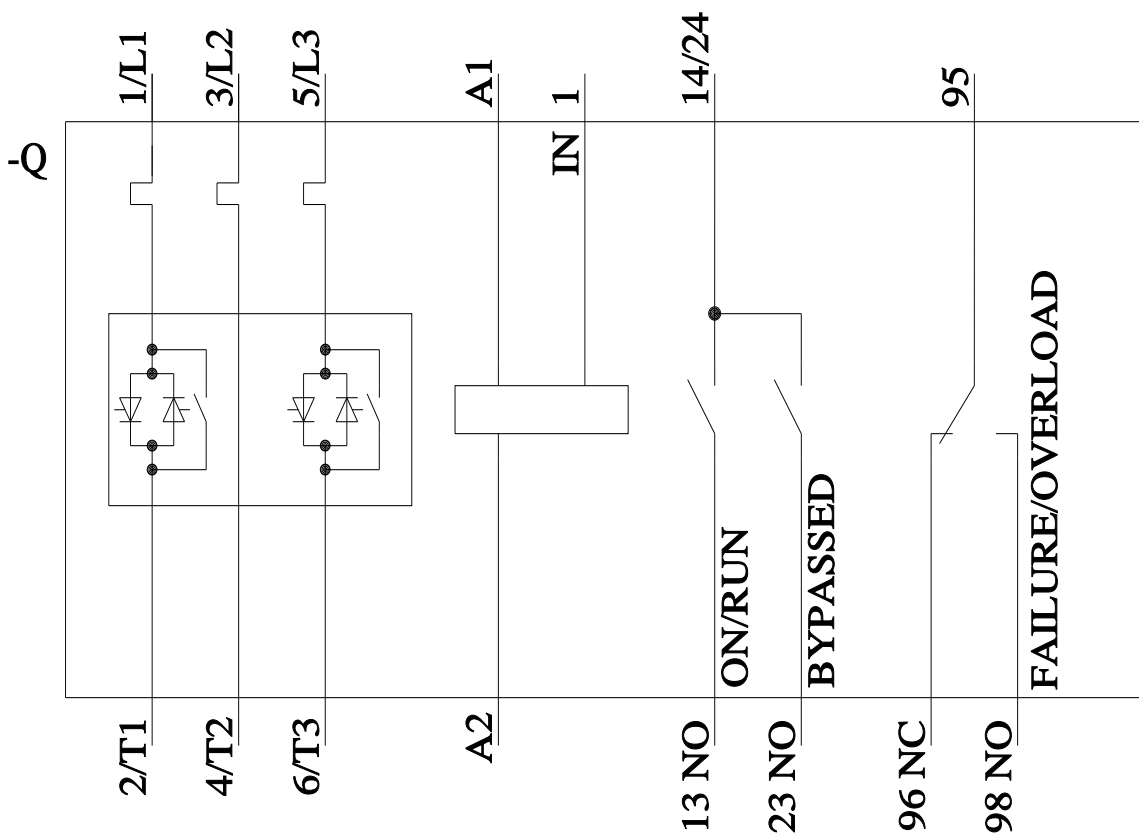 -Q
1/L1
3/L2
5/L3
A1
1
IN
14/24
95
ON/RUN
BYPASSED
FAILURE/OVERLOAD
2/T1
4/T2
6/T3
A2
13 NO
23 NO
96 NC
98 NO